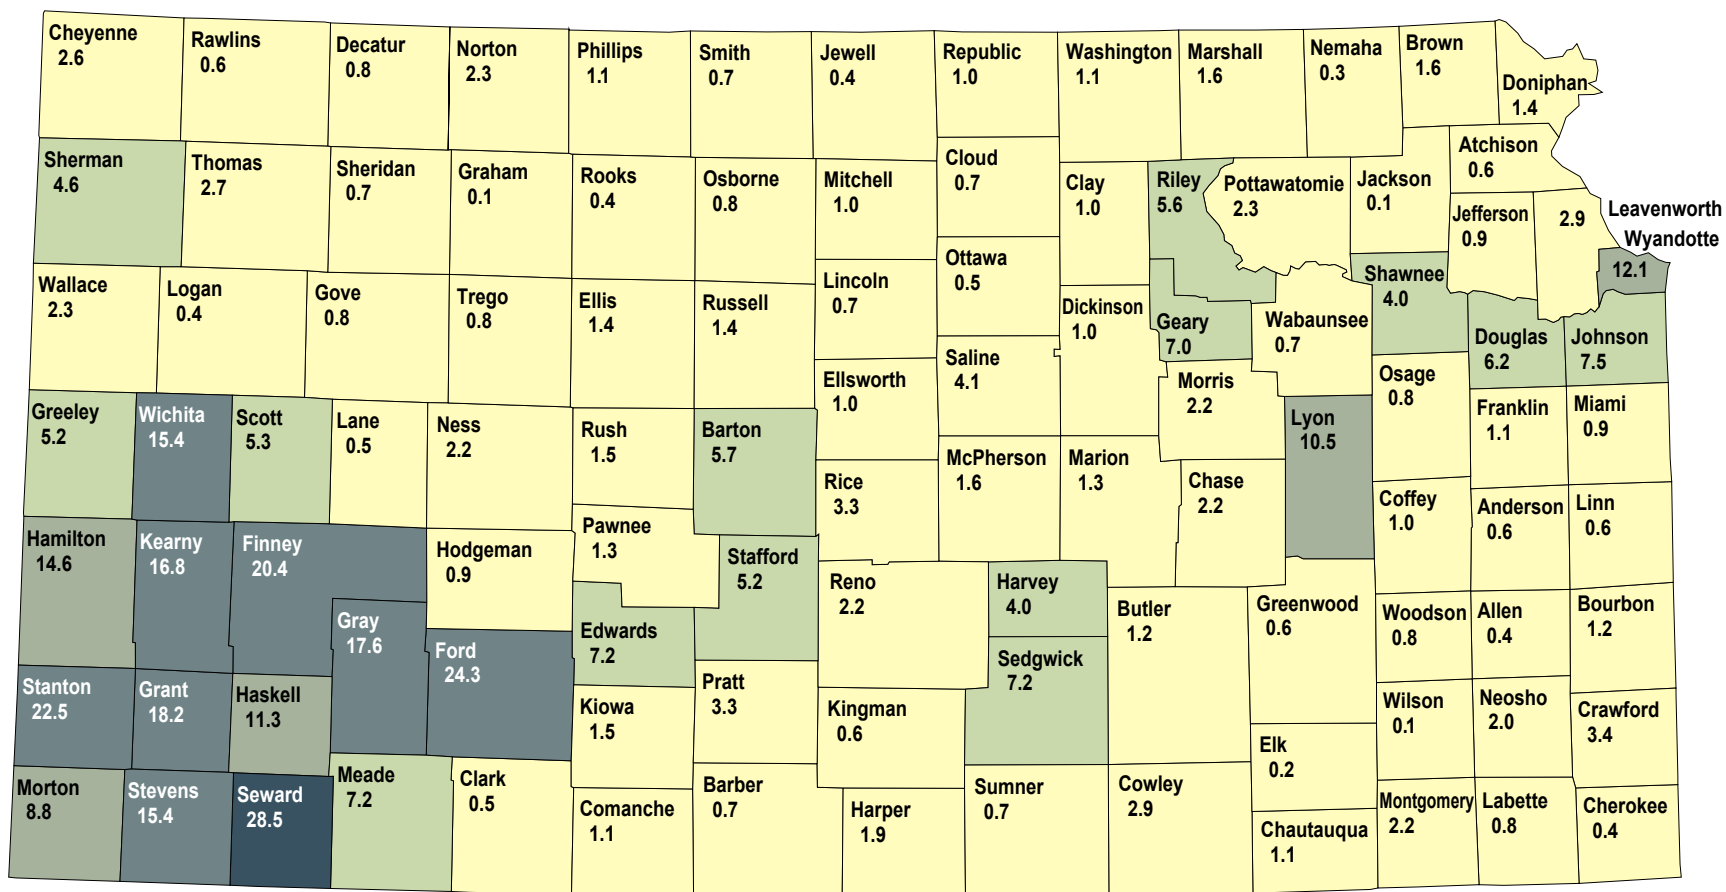 Cheyenne
2.6
Rawlins
0.6
Decatur
0.8
Norton
2.3
Phillips
1.1
Smith
0.7
Jewell
0.4
Republic
1.0
Washington
1.1
Marshall
1.6
Nemaha
0.3
Brown
1.6
Doniphan
1.4
Sherman
4.6
Thomas
2.7
Sheridan
0.7
Graham
0.1
Rooks
0.4
Osborne
0.8
Mitchell
1.0
Cloud
0.7
Clay
1.0
Riley
5.6
Pottawatomie
2.3
Jackson
0.1
Atchison
0.6
Jefferson
0.9
2.9
Leavenworth
Wyandotte
12.1
Wallace
2.3
Logan
0.4
Gove
0.8
Trego
0.8
Ellis
1.4
Russell
1.4
Lincoln
0.7
Ottawa
0.5
Dickinson
1.0
Geary
7.0
Wabaunsee
0.7
Shawnee
4.0
Douglas
6.2
Johnson
7.5
Saline
4.1
Ellsworth
1.0
Morris
2.2
Osage
0.8
Franklin
1.1
Miami
0.9
Greeley
5.2
Wichita
15.4
Scott
5.3
Lane
0.5
Ness
2.2
Rush
1.5
Barton
5.7
Rice
3.3
McPherson
1.6
Marion
1.3
Chase
2.2
Lyon
10.5
Coffey
1.0
Anderson
0.6
Linn
0.6
Hamilton
14.6
Kearny
16.8
Finney
20.4
Hodgeman
0.9
Pawnee
1.3
Stafford
5.2
Reno
2.2
Harvey
4.0
Butler
1.2
Greenwood
0.6
Woodson
0.8
Allen
0.4
Bourbon
1.2
Gray
17.6
Ford
24.3
Edwards
7.2
Sedgwick
7.2
Stanton
22.5
Grant
18.2
Haskell
11.3
Kiowa
1.5
Pratt
3.3
Kingman
0.6
Elk
0.2
Wilson
0.1
Neosho
2.0
Crawford
3.4
Morton
8.8
Stevens
15.4
Seward
28.5
Meade
7.2
Clark
0.5
Comanche
1.1
Barber
0.7
Harper
1.9
Sumner
0.7
Cowley
2.9
Chautauqua
1.1
Montgomery
2.2
Labette
0.8
Cherokee
0.4